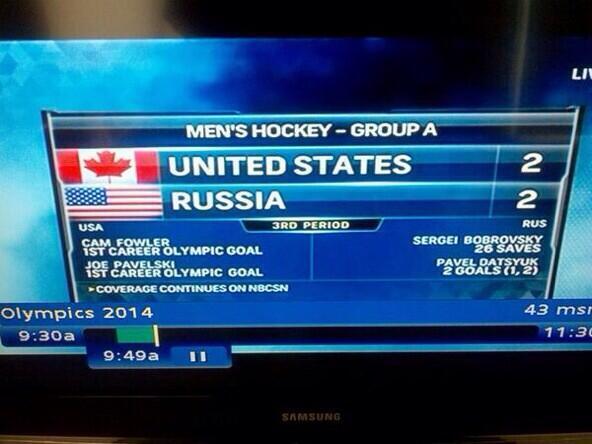 LIV
MEN'S HOCKEY – GROUP A
UNITED STATES 2
RUSSIA 2
USA 3RD PERIOD RUS
CAM FOWLER
1ST CAREER OLYMPIC GOAL
JOE PAVELSKI
1ST CAREER OLYMPIC GOAL
SERGEI BOBROVSKY
26 SAVES
PAVEL DATSYUK
2 GOALS (1, 2)
►COVERAGE CONTINUES ON NBCSN
Olympics 2014 43 msn
9:30a 11:30
9:49a
SAMSUNG